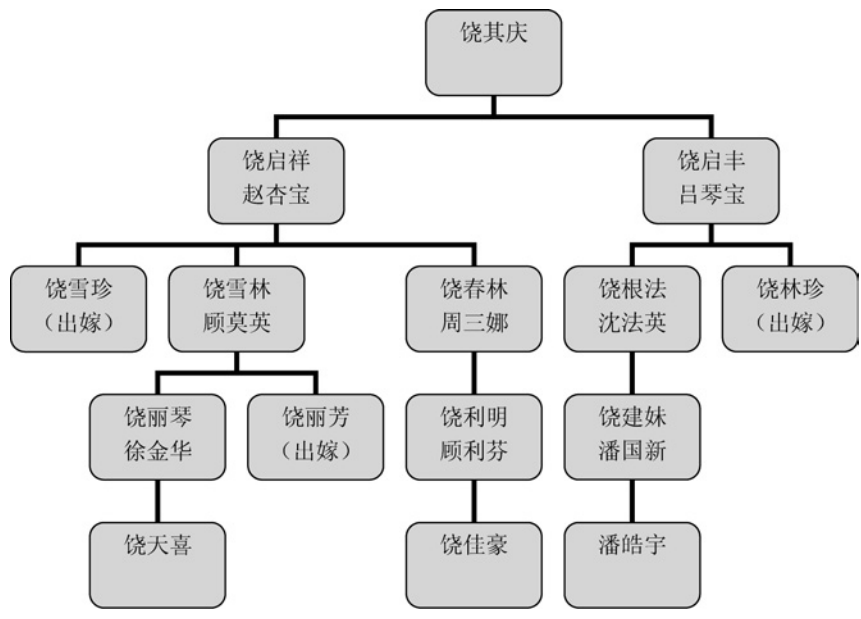 饶其庆
饶启祥
赵杏宝
饶启丰
吕琴宝
饶雪珍
（出嫁）
饶雪林
顾莫英
饶春林
周三娜
饶根法
沈法英
饶林珍
（出嫁）
饶丽琴
徐金华
饶丽芳
（出嫁）
饶利明
顾利芬
饶建妹
潘国新
饶天喜
饶佳豪
潘皓宇